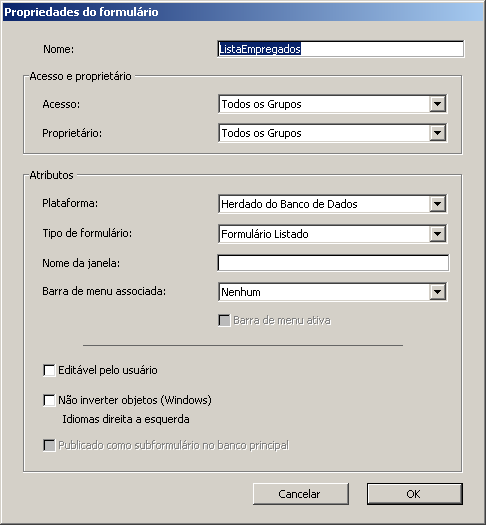 Propriedades do formulário
Nome: ListaEmpregados
Acesso e proprietário
Acesso: Todos os Grupos
Proprietário: Todos os Grupos
Atributos
Plataforma: Herdado do Banco de Dados
Tipo de formulário: Formulário Listado
Nome da janela:
Barra de menu associada: Nenhum
Barra de menu ativa
Editável pelo usuário
Não inverter objetos (Windows)
Idiomas direita a esquerda
Publicado como subformulário no banco principal
Cancelar OK